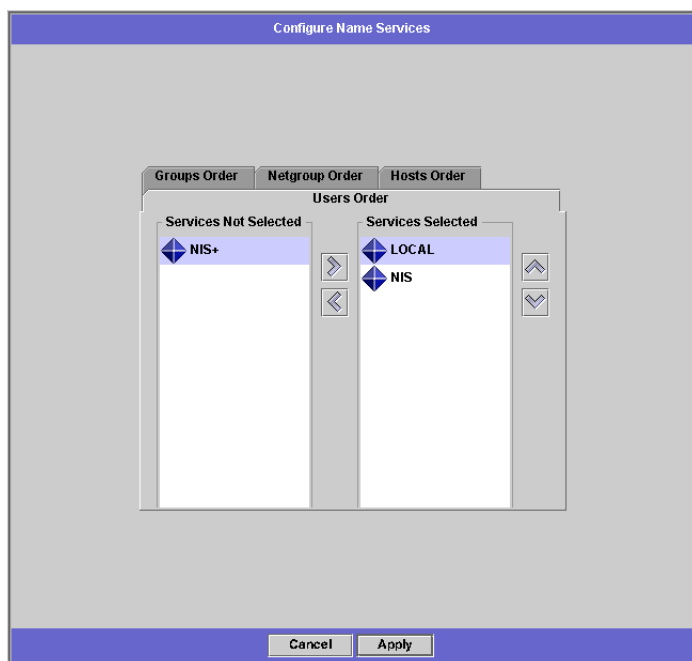 Configure Name Services
Groups Order Netgroup Order Hosts Order
Users Order
Services Not Selected Services Selected
NIS+ LOCAL
NIS
Cancel Apply